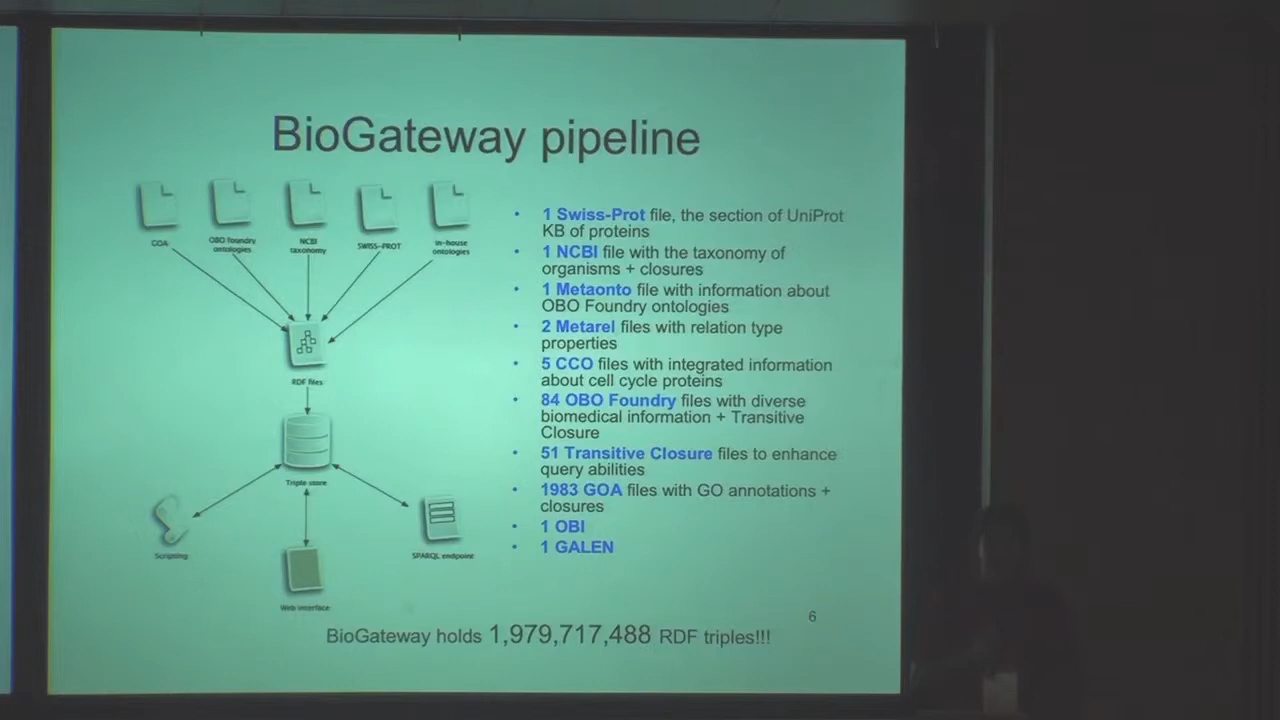 BioGateway pipeline
GOA
OBO foundry
ontologies
NCBI
taxonomy
SWISS-PROT
in-house
ontologies
RDF files
Triple store
Scripting
SPARQL endpoint
Web interface
• 1 Swiss-Prot file, the section of UniProt
KB of proteins
• 1 NCBI file with the taxonomy of
organisms + closures
• 1 Metaonto file with information about
OBO Foundry ontologies
• 2 Metarel files with relation type
properties
• 5 CCO files with integrated information
about cell cycle proteins
• 84 OBO Foundry files with diverse
biomedical information + Transitive
Closure
• 51 Transitive Closure files to enhance
query abilities
• 1983 GOA files with GO annotations +
closures
• 1 OBI
• 1 GALEN
6
BioGateway holds 1,979,717,488 RDF triples!!!